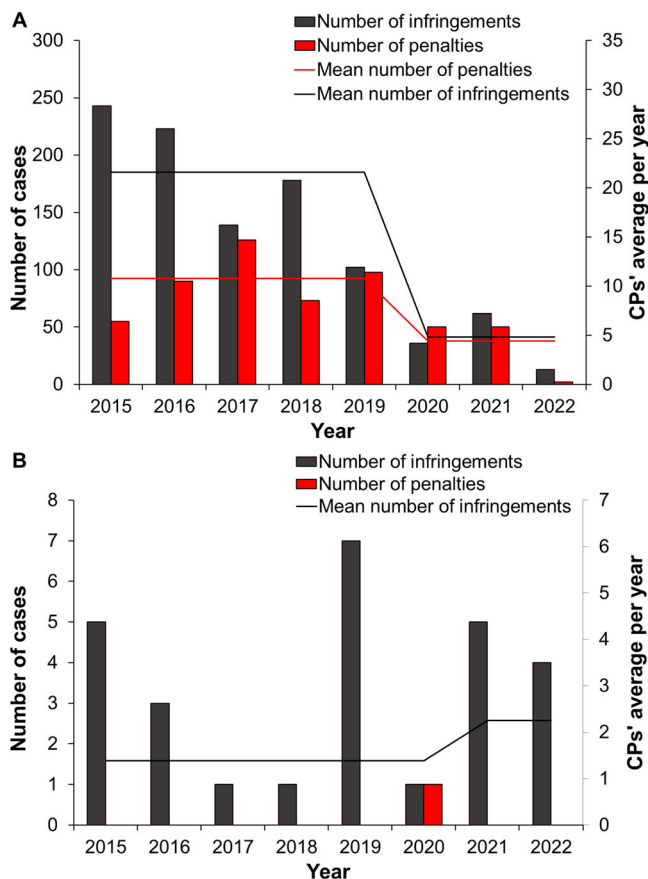 A
Number of infringements
Number of penalties
Mean number of penalties
Mean number of infringements
300
250
200
150
100
50
0
Number of cases
35
30
25
20
15
10
5
0
CPs' average per year
2015 2016 2017 2018 2019 2020 2021 2022
Year
B
Number of infringements
Number of penalties
Mean number of infringements
8
7
6
5
4
3
2
1
0
Number of cases
7
6
5
4
3
2
1
0
CPs' average per year
2015 2016 2017 2018 2019 2020 2021 2022
Year